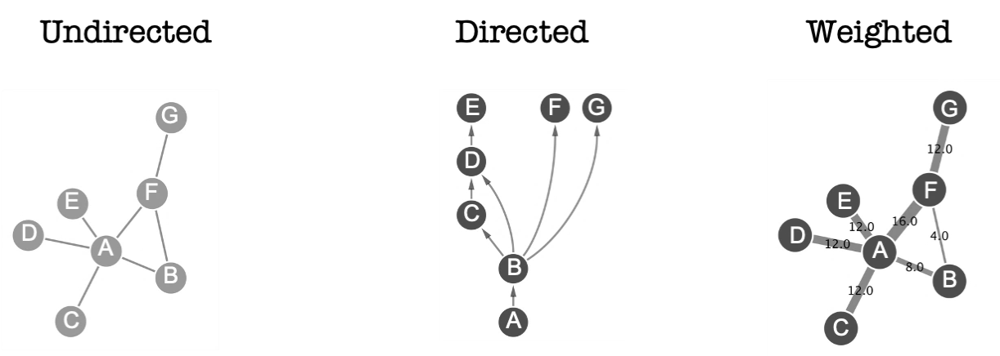 Undirected
Directed
Weighted
G
F
E
D
A
B
C
E
F
G
D
C
B
A
G
12.0
F
E
16.0
12.0
D
12.0
A
4.0
8.0
B
12.0
C